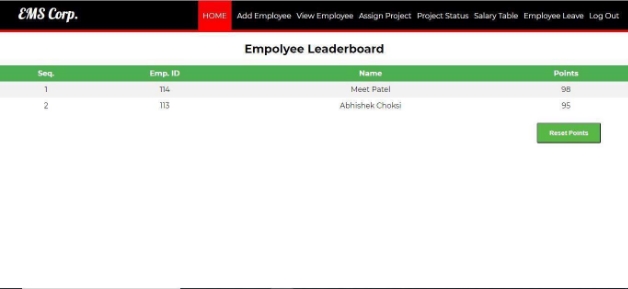 EMS Corp.
HOME Add Employee View Employee Assign Project Project Status Salary Table Employee Leave Log Out
Empolyee Leaderboard
Seq. Emp. ID Name Points
1 114 Meet Patel 98
2 113 Abhishek Choksi 95
Reset Points